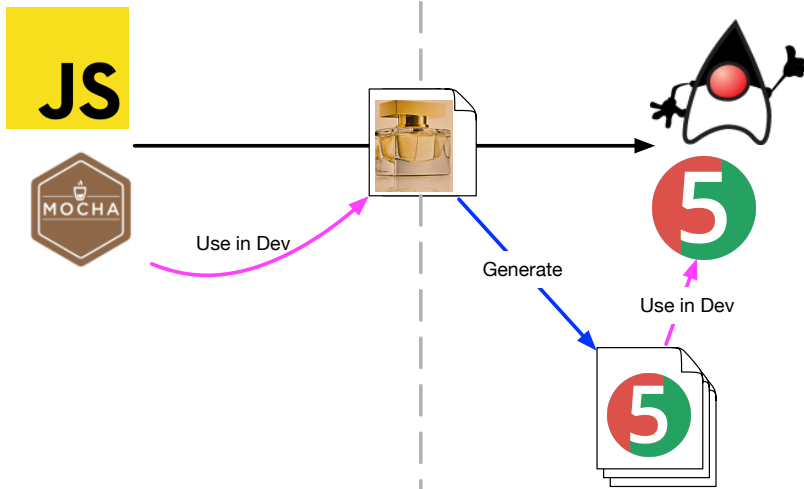 JS
MOCHA
Use in Dev
5
Generate
Use in Dev
5